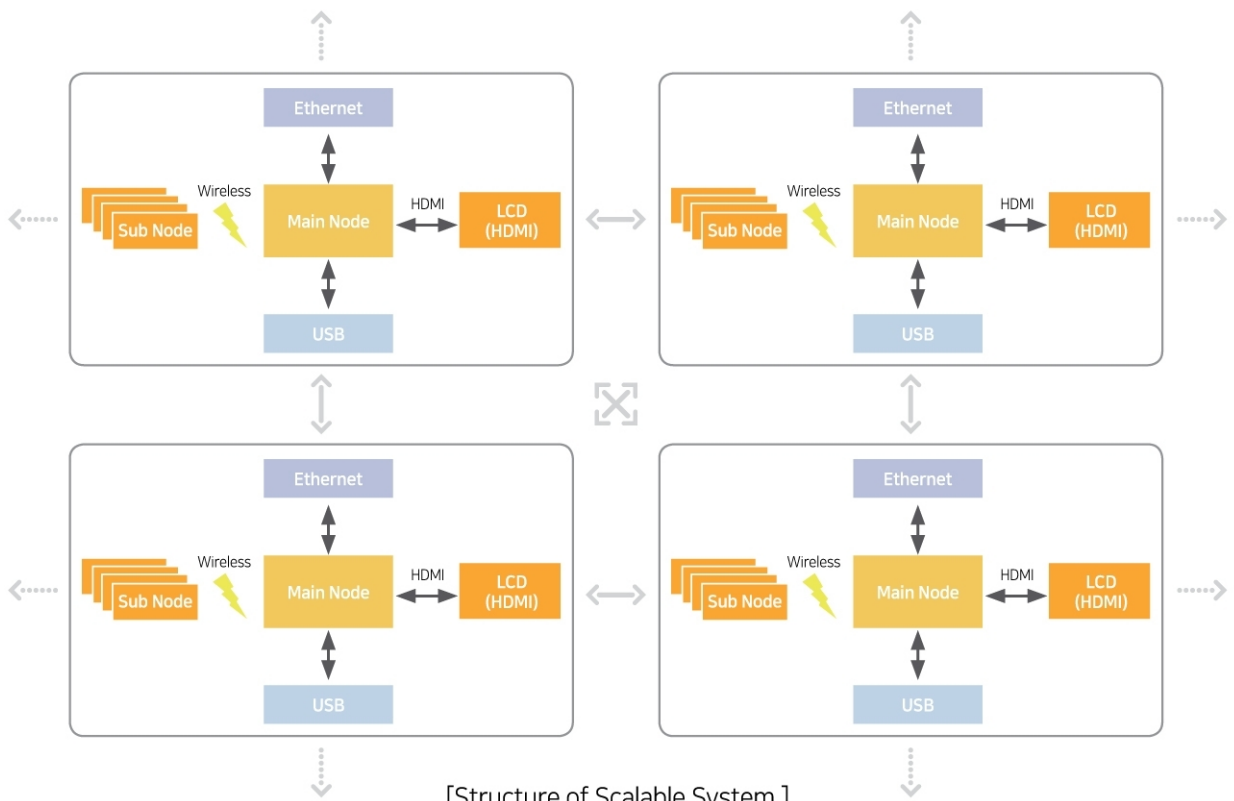 Ethernet
Wireless
Sub Node
Main Node
HDMI
LCD
(HDMI)
USB
Ethernet
Wireless
Sub Node
Main Node
HDMI
LCD
(HDMI)
USB
Ethernet
Wireless
Sub Node
Main Node
HDMI
LCD
(HDMI)
USB
Ethernet
Wireless
Sub Node
Main Node
HDMI
LCD
(HDMI)
USB
[Structure of Scalable System ]